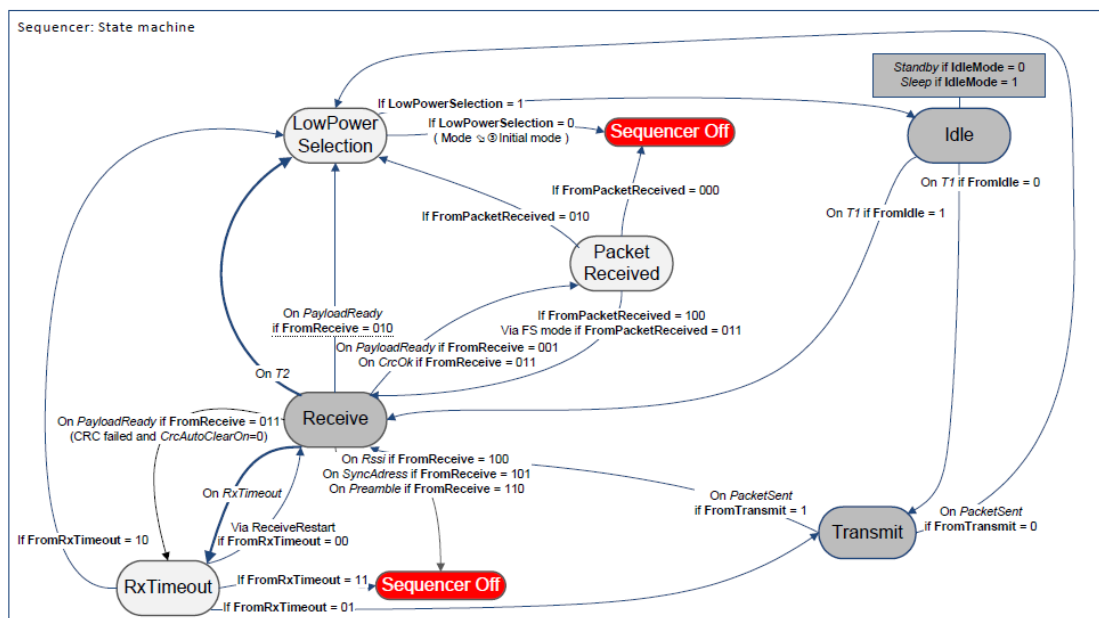 Sequencer: State machine
Standby if IdleMode = 0
Sleep if IdleMode = 1
If LowPowerSelection = 1
LowPower
Selection
If LowPowerSelection = 0
( Mode ↘③ Initial mode )
Sequencer Off
Idle
On T1 if FromIdle = 0
On T1 if FromIdle = 1
If FromPacketReceived = 000
If FromPacketReceived = 010
Packet
Received
On PayloadReady
if FromReceive = 010
If FromPacketReceived = 100
Via FS mode if FromPacketReceived = 011
On PayloadReady if FromReceive = 001
On CrcOk if FromReceive = 011
On T2
Receive
On PayloadReady if FromReceive = 011
(CRC failed and CrcAutoClearOn=0)
On Rssi if FromReceive = 100
On SyncAdress if FromReceive = 101
On Preamble if FromReceive = 110
On RxTimeout
On PacketSent
if FromTransmit = 1
On PacketSent
if FromTransmit = 0
Transmit
Via ReceiveRestart
if FromRxTimeout = 00
If FromRxTimeout = 10
RxTimeout
If FromRxTimeout = 11
Sequencer Off
If FromRxTimeout = 01